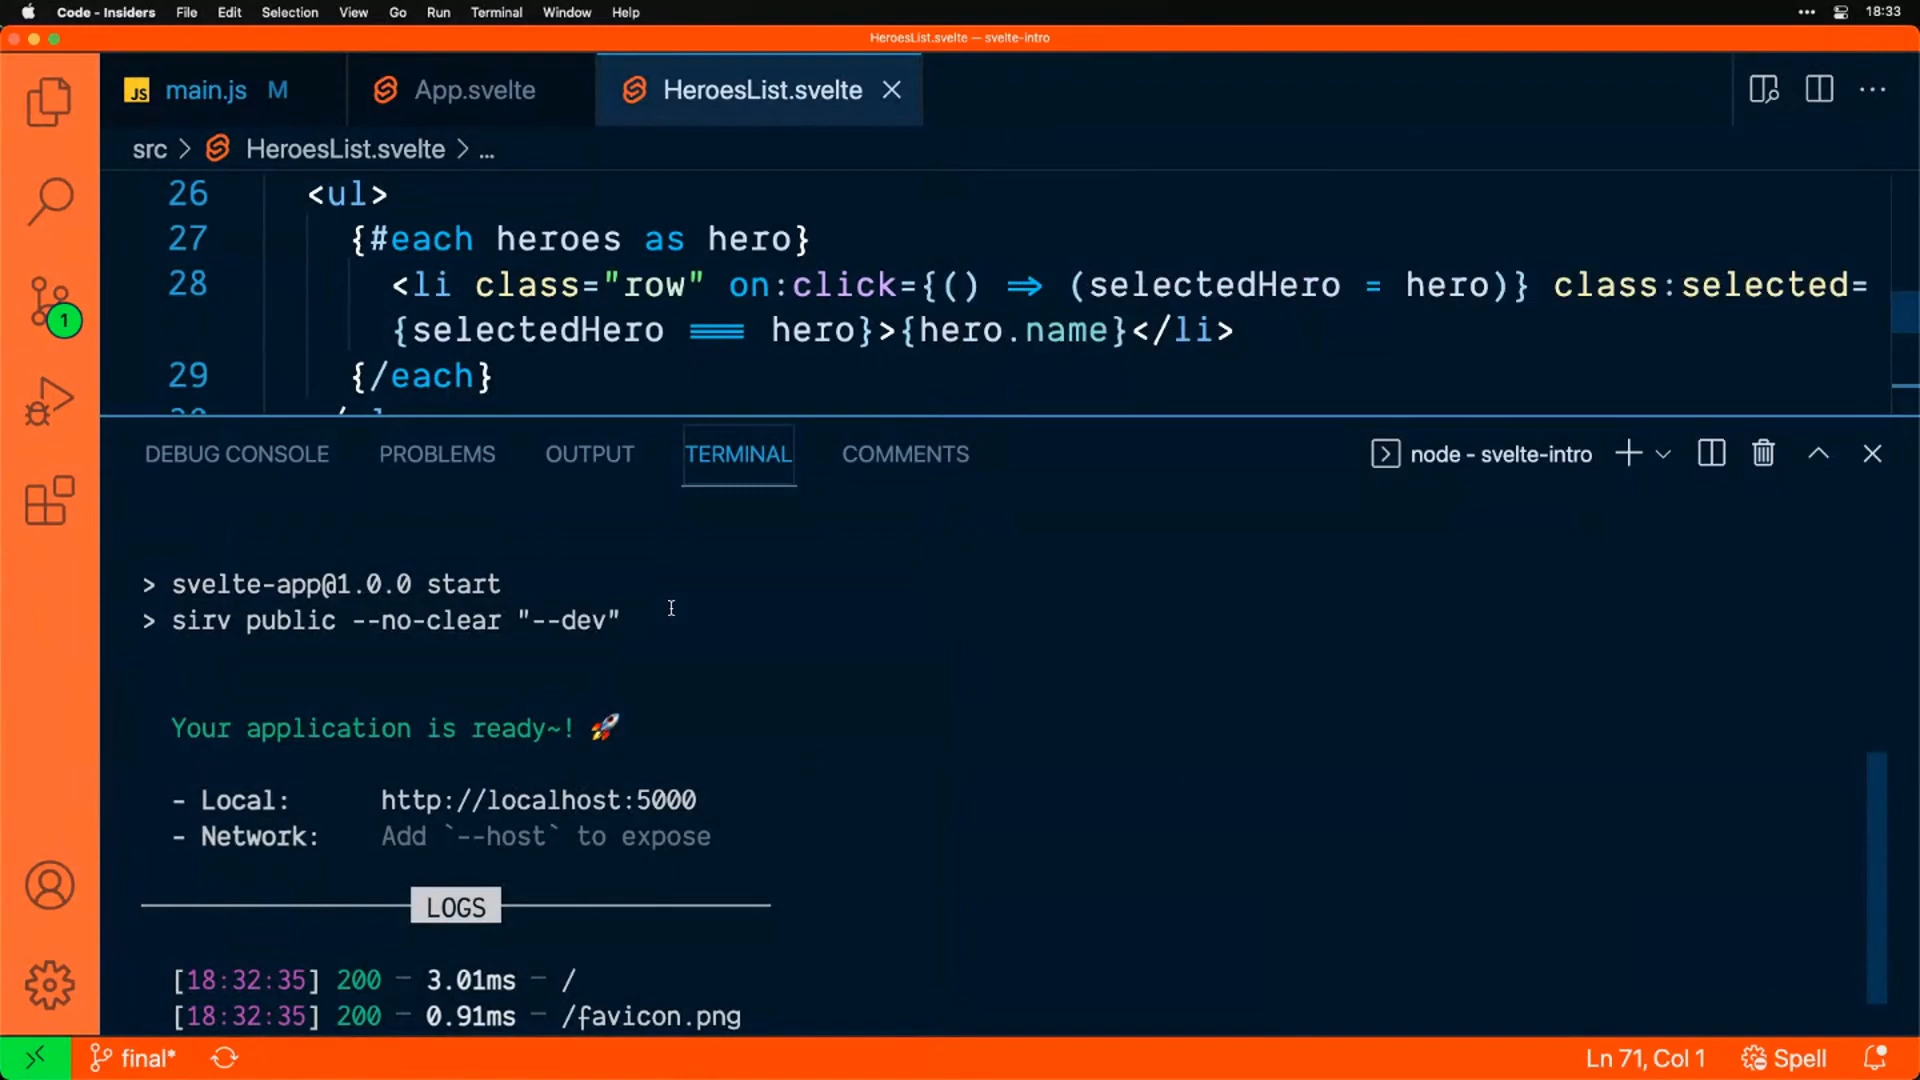 Code - Insiders File Edit Selection View Go Run Terminal Window Help ••• 18:33
HeroesList.svelte — svelte-intro
JS main.js M App.svelte HeroesList.svelte
src > HeroesList.svelte > ...
26 <ul>
27 {#each heroes as hero}
28 <li class="row" on:click={() => (selectedHero = hero)} class:selected=
{selectedHero === hero}>{hero.name}</li>
29 {/each}
DEBUG CONSOLE PROBLEMS OUTPUT TERMINAL COMMENTS node - svelte-intro
> svelte-app@1.0.0 start
> sirv public --no-clear "--dev"
Your application is ready~! 🚀
- Local: http://localhost:5000
- Network: Add `--host` to expose
LOGS
[18:32:35] 200 ─ 3.01ms ─ /
[18:32:35] 200 ─ 0.91ms ─ /favicon.png
1
final* Ln 71, Col 1 Spell